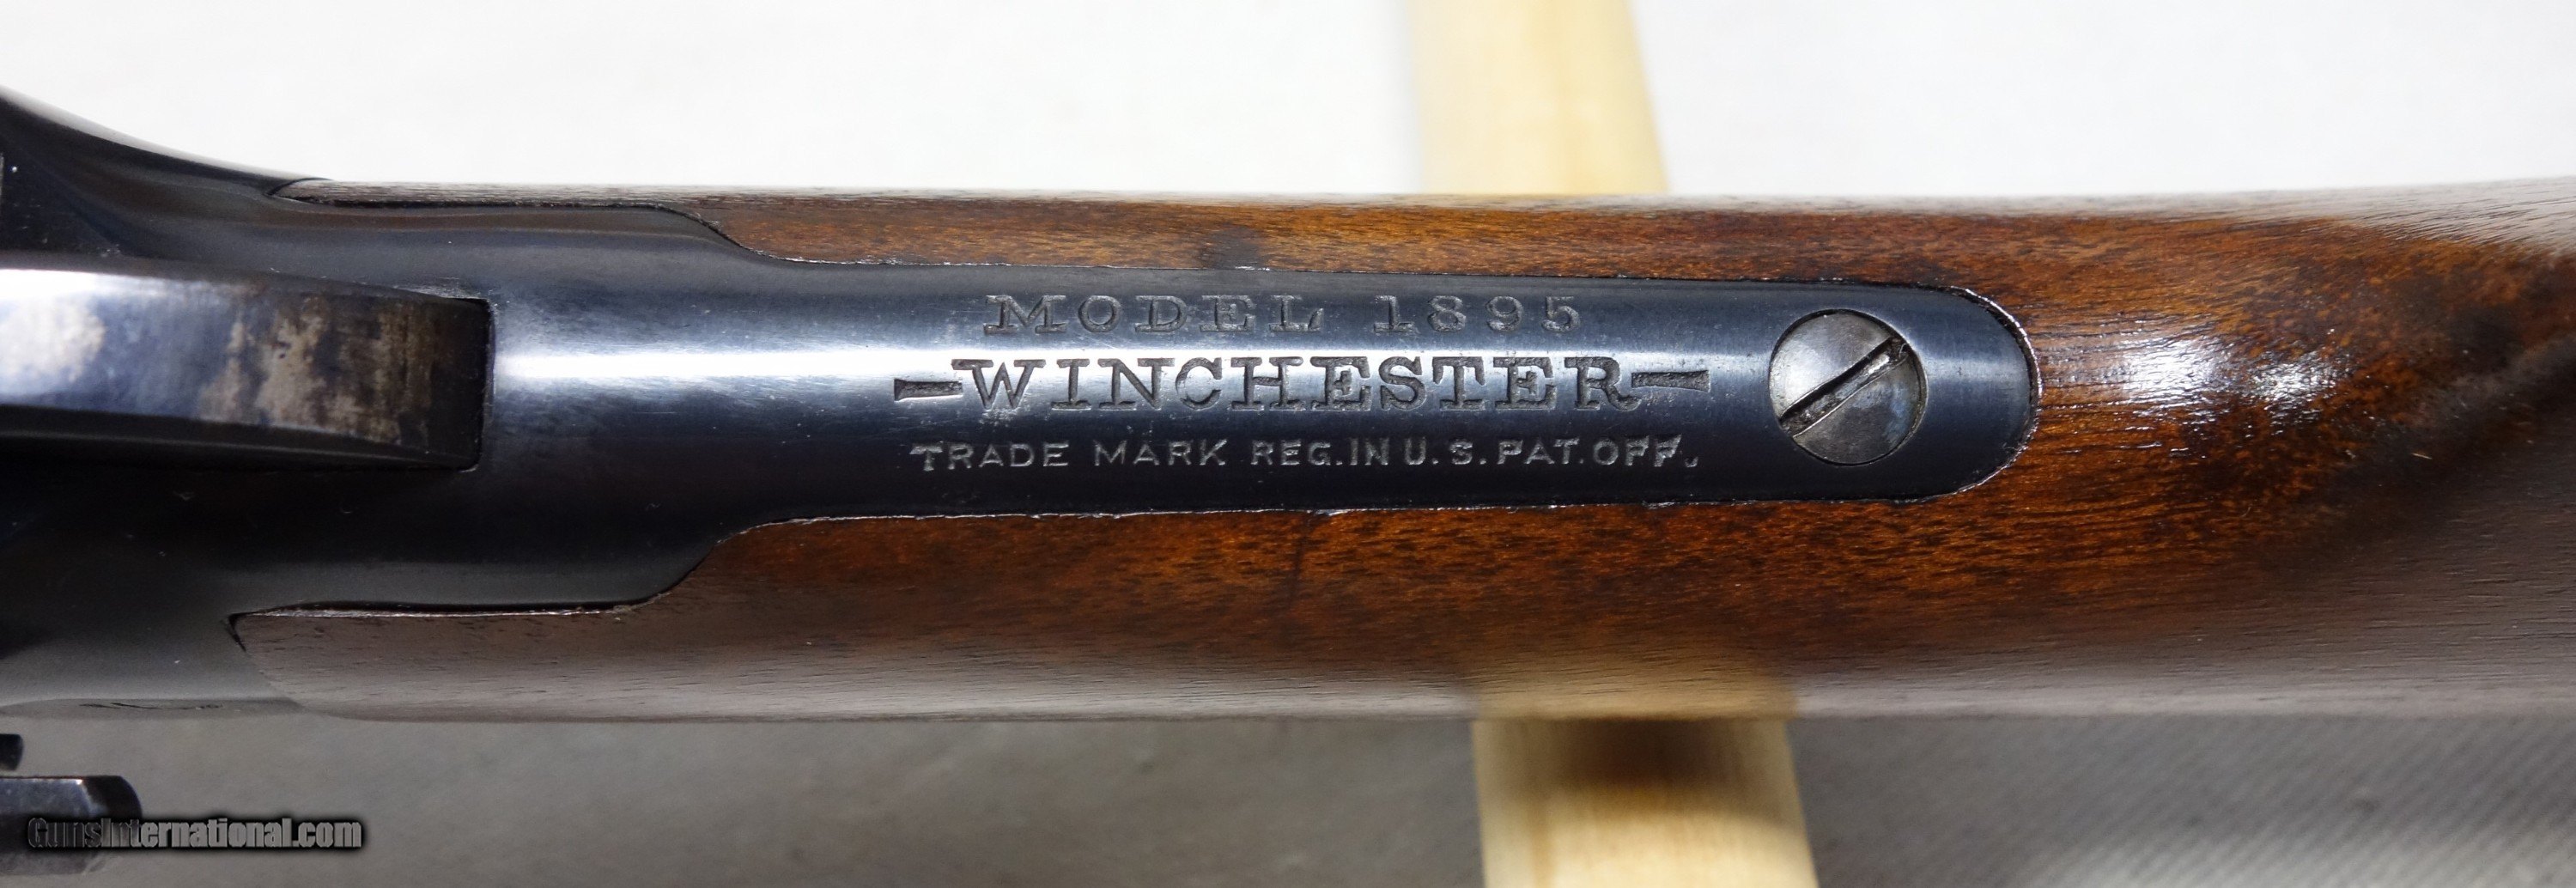 MODEL 1895
-WINCHESTER-
TRADE MARK REG. IN U. S. PAT. OFF.
GunsInternational.com